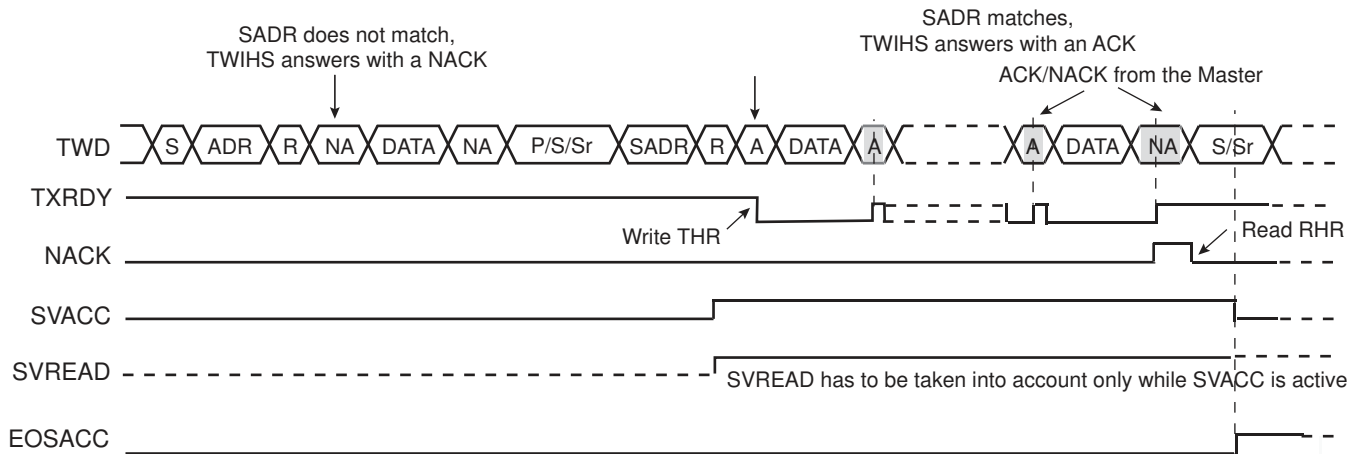 SADR does not match,
TWIHS answers with a NACK
SADR matches,
TWIHS answers with an ACK
ACK/NACK from the Master
TWD S ADR R NA DATA NA P/S/Sr SADR R A DATA A A DATA NA S/Sr
TXRDY
Write THR
Read RHR
NACK
SVACC
SVREAD
SVREAD has to be taken into account only while SVACC is active
EOSACC